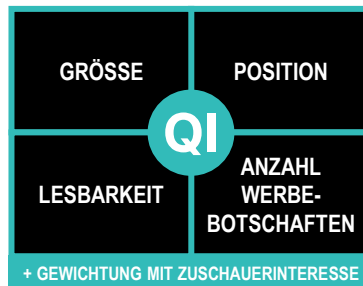 GRÖSSE
POSITION
QI
LESBARKEIT
ANZAHL
WERBE-
BOTSCHAFTEN
+ GEWICHTUNG MIT ZUSCHAUERINTERESSE